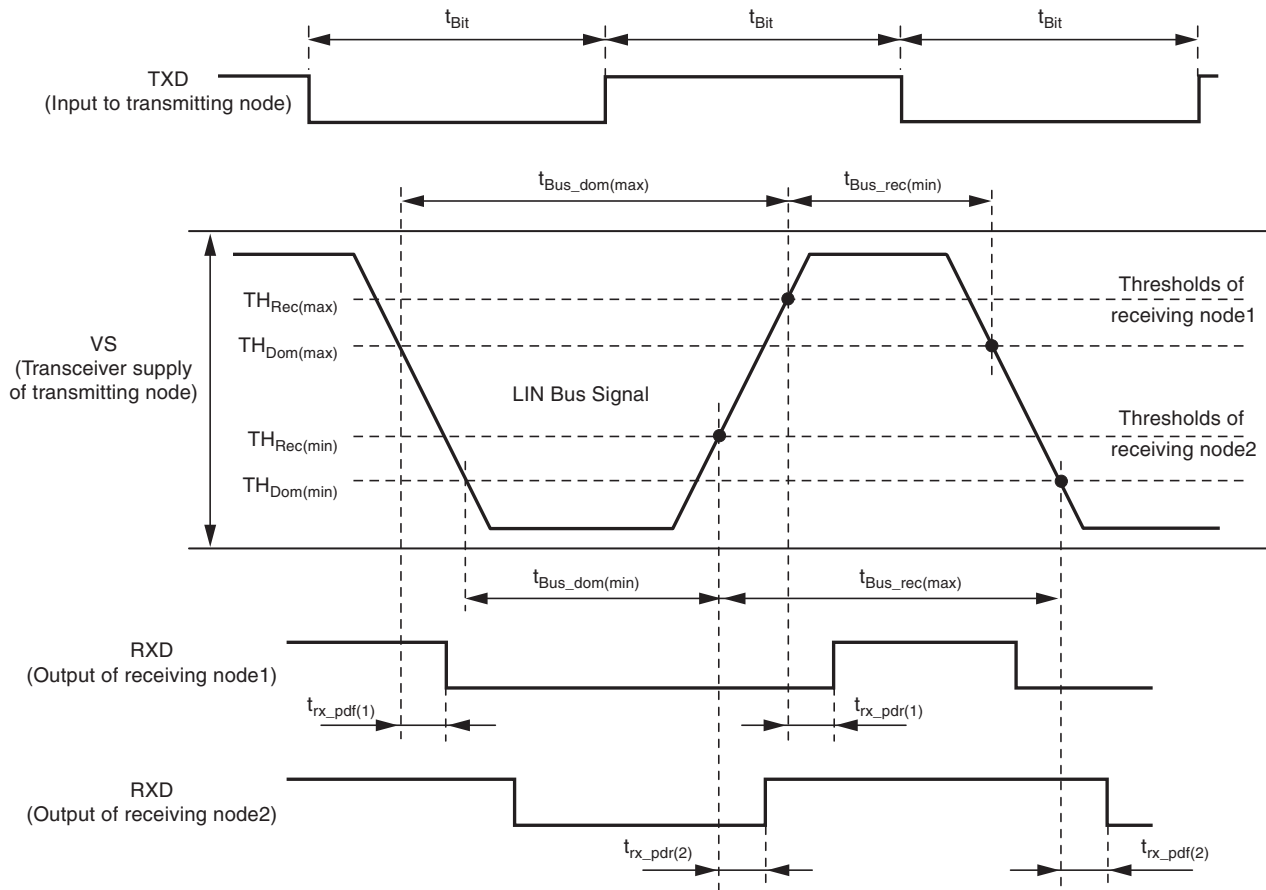 tBit
tBit
tBit
TXD
(Input to transmitting node)
tBus_dom(max)
tBus_rec(min)
THRec(max)
Thresholds of
receiving node1
THDom(max)
VS
(Transceiver supply
of transmitting node)
LIN Bus Signal
THRec(min)
Thresholds of
receiving node2
THDom(min)
tBus_dom(min)
tBus_rec(max)
RXD
(Output of receiving node1)
trx_pdf(1)
trx_pdr(1)
RXD
(Output of receiving node2)
trx_pdr(2)
trx_pdf(2)